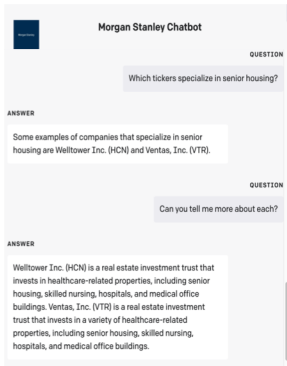 Morgan Stanley Chatbot
QUESTION
Which tickers specialize in senior housing?
ANSWER
Some examples of companies that specialize in senior
housing are Welltower Inc. (HCN) and Ventas, Inc. (VTR).
QUESTION
Can you tell me more about each?
ANSWER
Welltower Inc. (HCN) is a real estate investment trust that
invests in healthcare-related properties, including senior
housing, skilled nursing, hospitals, and medical office
buildings. Ventas, Inc. (VTR) is a real estate investment
trust that invests in a variety of healthcare-related
properties, including senior housing, skilled nursing,
hospitals, and medical office buildings.